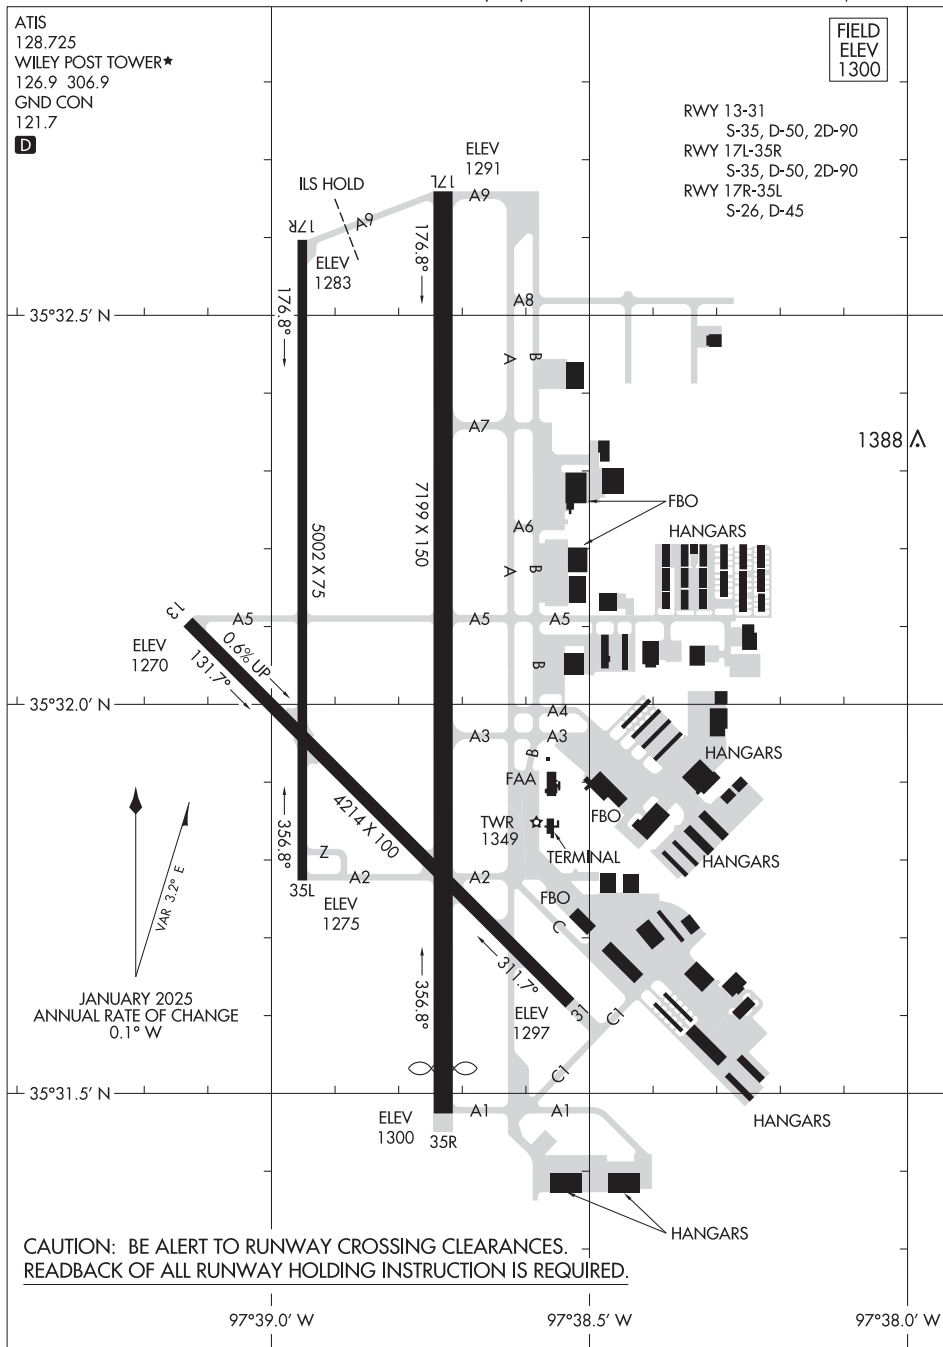 ATIS
128.725
WILEY POST TOWER★
126.9 306.9
GND CON
121.7
D
FIELD
ELEV
1300
RWY 13-31
S-35, D-50, 2D-90
RWY 17L-35R
S-35, D-50, 2D-90
RWY 17R-35L
S-26, D-45
ELEV
1291
ILS HOLD
17L
A9
A9
17R
ELEV
1283
176.8°
176.8°
A8
35°32.5' N
A
B
A7
1388
7199 X 150
5002 X 75
FBO
A6
HANGARS
A
B
13
A5
A5
A5
ELEV
1270
0.6% UP
131.7°
B
35°32.0' N
A4
A3
A3
B
HANGARS
FAA
4214 X 100
356.8°
TWR
1349
FBO
TERMINAL
HANGARS
Z
35L
A2
A2
ELEV
1275
FBO
C
VAR 3.2° E
311.7°
356.8°
JANUARY 2025
ANNUAL RATE OF CHANGE
0.1° W
ELEV
1297
31
C1
C1
35°31.5' N
ELEV
1300
35R
A1
A1
HANGARS
HANGARS
CAUTION: BE ALERT TO RUNWAY CROSSING CLEARANCES.
READBACK OF ALL RUNWAY HOLDING INSTRUCTION IS REQUIRED.
97°39.0' W
97°38.5' W
97°38.0' W